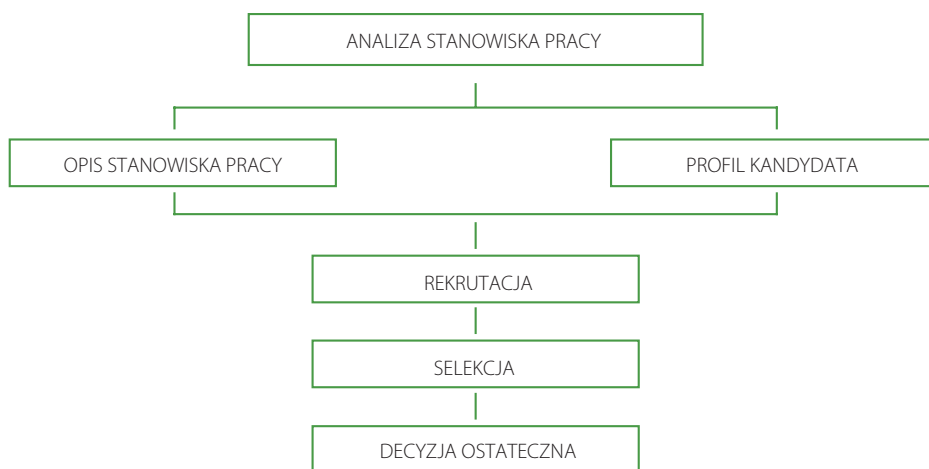 ANALIZA STANOWISKA PRACY
OPIS STANOWISKA PRACY
PROFIL KANDYDATA
REKRUTACJA
SELEKCJA
DECYZJA OSTATECZNA